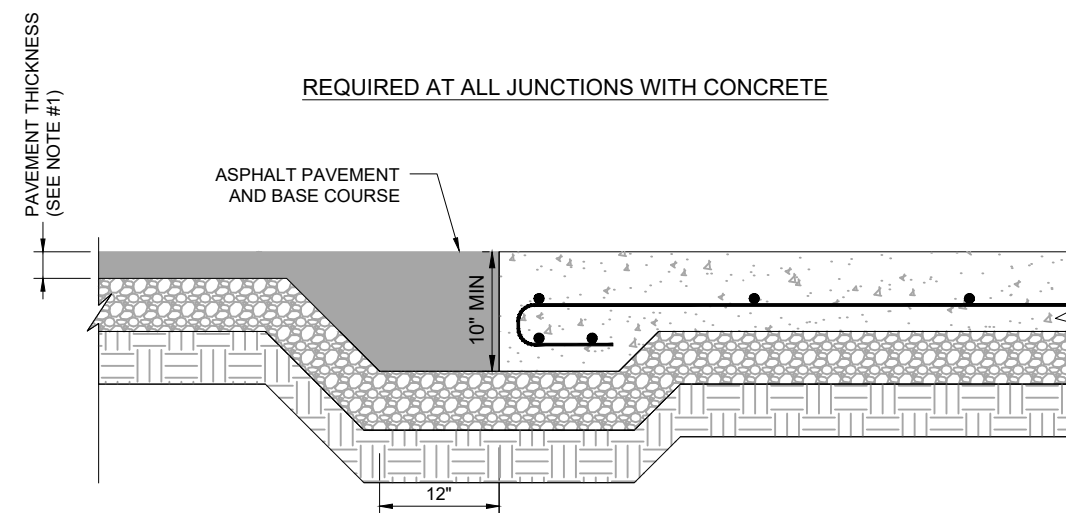 PAVEMENT THICKNESS
(SEE NOTE #1)
REQUIRED AT ALL JUNCTIONS WITH CONCRETE
ASPHALT PAVEMENT
AND BASE COURSE
10" MIN
12"